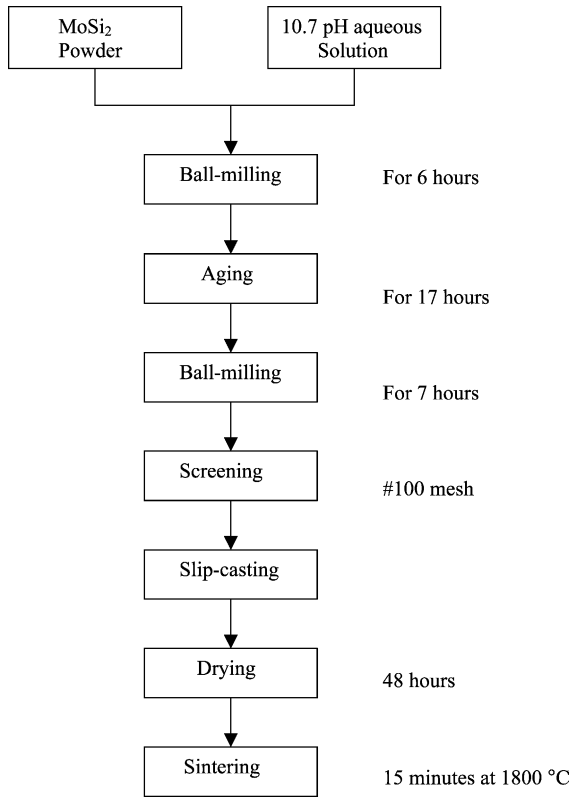 MoSi₂
Powder
10.7 pH aqueous
Solution
Ball-milling
For 6 hours
Aging
For 17 hours
Ball-milling
For 7 hours
Screening
#100 mesh
Slip-casting
Drying
48 hours
Sintering
15 minutes at 1800 °C